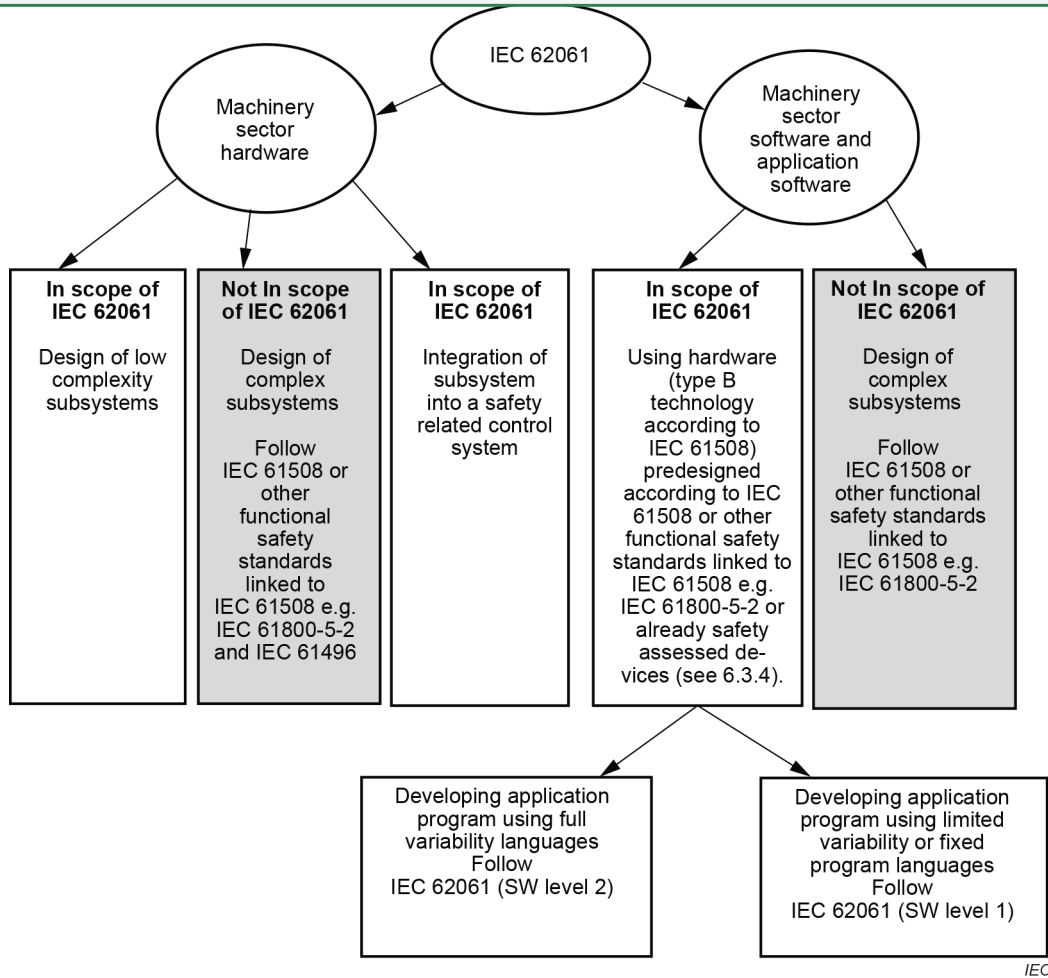 IEC 62061
Machinery
sector
hardware
Machinery
sector
software and
application
software
In scope of
IEC 62061
Design of low
complexity
subsystems
Not In scope
of IEC 62061
Design of
complex
subsystems
Follow
IEC 61508 or
other
functional
safety
standards
linked to
IEC 61508 e.g.
IEC 61800-5-2
and IEC 61496
In scope of
IEC 62061
Integration of
subsystem
into a safety
related control
system
In scope of
IEC 62061
Using hardware
(type B
technology
according to
IEC 61508)
predesigned
according to IEC
61508 or other
functional safety
standards linked to
IEC 61508 e.g.
IEC 61800-5-2 or
already safety
assessed de-
vices (see 6.3.4).
Not In scope of
IEC 62061
Design of
complex
subsystems
Follow
IEC 61508 or
other functional
safety standards
linked to
IEC 61508 e.g.
IEC 61800-5-2
Developing application
program using full
variability languages
Follow
IEC 62061 (SW level 2)
Developing application
program using limited
variability or fixed
program languages
Follow
IEC 62061 (SW level 1)
IEC